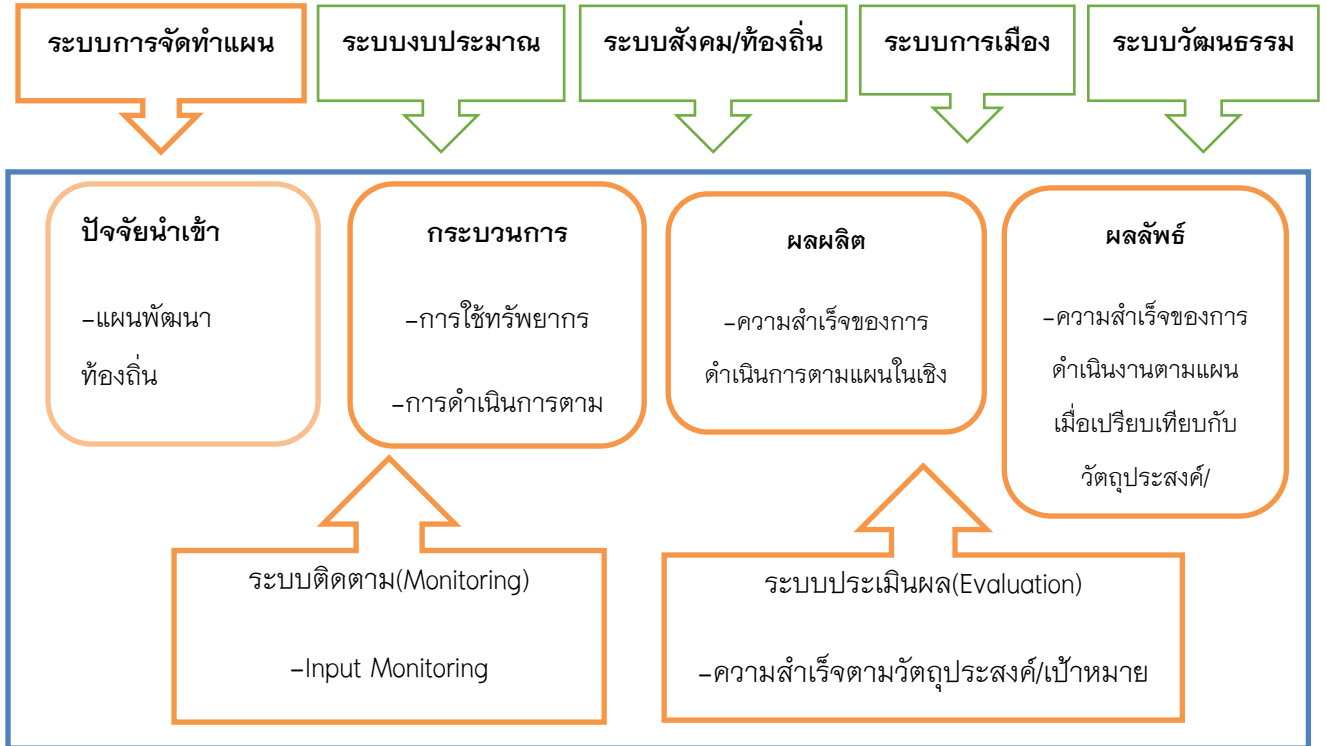 ระบบการจัดทำแผน
ระบบงบประมาณ
ระบบสังคม/ท้องถิ่น
ระบบการเมือง
ระบบวัฒนธรรม
ปัจจัยนำเข้า
-แผนพัฒนา
ท้องถิ่น
กระบวนการ
-การใช้ทรัพยากร
-การดำเนินการตาม
ผลผลิต
-ความสำเร็จของการ
ดำเนินการตามแผนในเชิง
ผลลัพธ์
-ความสำเร็จของการ
ดำเนินงานตามแผน
เมื่อเปรียบเทียบกับ
วัตถุประสงค์/
ระบบติดตาม(Monitoring)
-Input Monitoring
ระบบประเมินผล(Evaluation)
-ความสำเร็จตามวัตถุประสงค์/เป้าหมาย